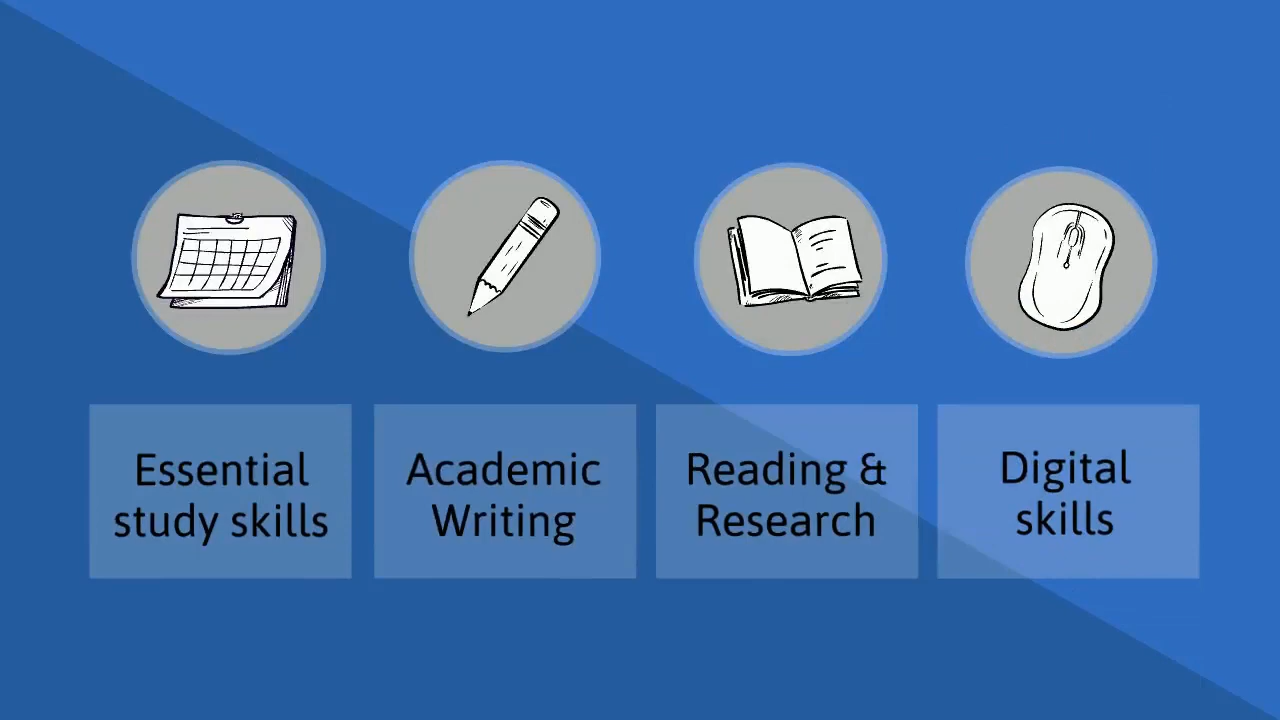 Essential
study skills
Academic
Writing
Reading &
Research
Digital
skills